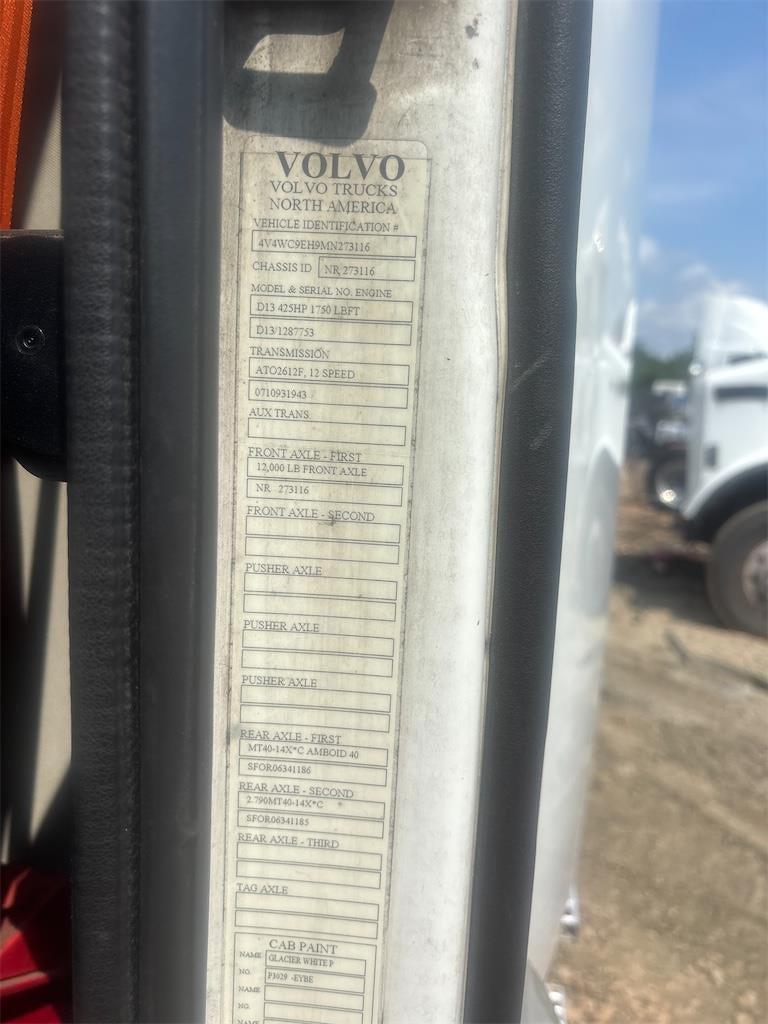 VOLVO
VOLVO TRUCKS
NORTH AMERICA
VEHICLE IDENTIFICATION #
4V4WC9EH9MN273116
CHASSIS ID NR 273116
MODEL & SERIAL NO. ENGINE
D13 425HP 1750 LBFT
D13/1287753
TRANSMISSION
ATO2612F, 12 SPEED
0710931943
AUX TRANS.
FRONT AXLE - FIRST
12,000 LB FRONT AXLE
NR 273116
FRONT AXLE - SECOND
PUSHER AXLE
PUSHER AXLE
PUSHER AXLE
REAR AXLE - FIRST
MT40-14X*C AMBOID 40
SFOR06341186
REAR AXLE - SECOND
2.790MT40-14X*C
SFOR06341185
REAR AXLE - THIRD
TAG AXLE
CAB PAINT
NAME GLACIER WHITE P
NO. P3029 -EYBE
NAME
NO.
NAME